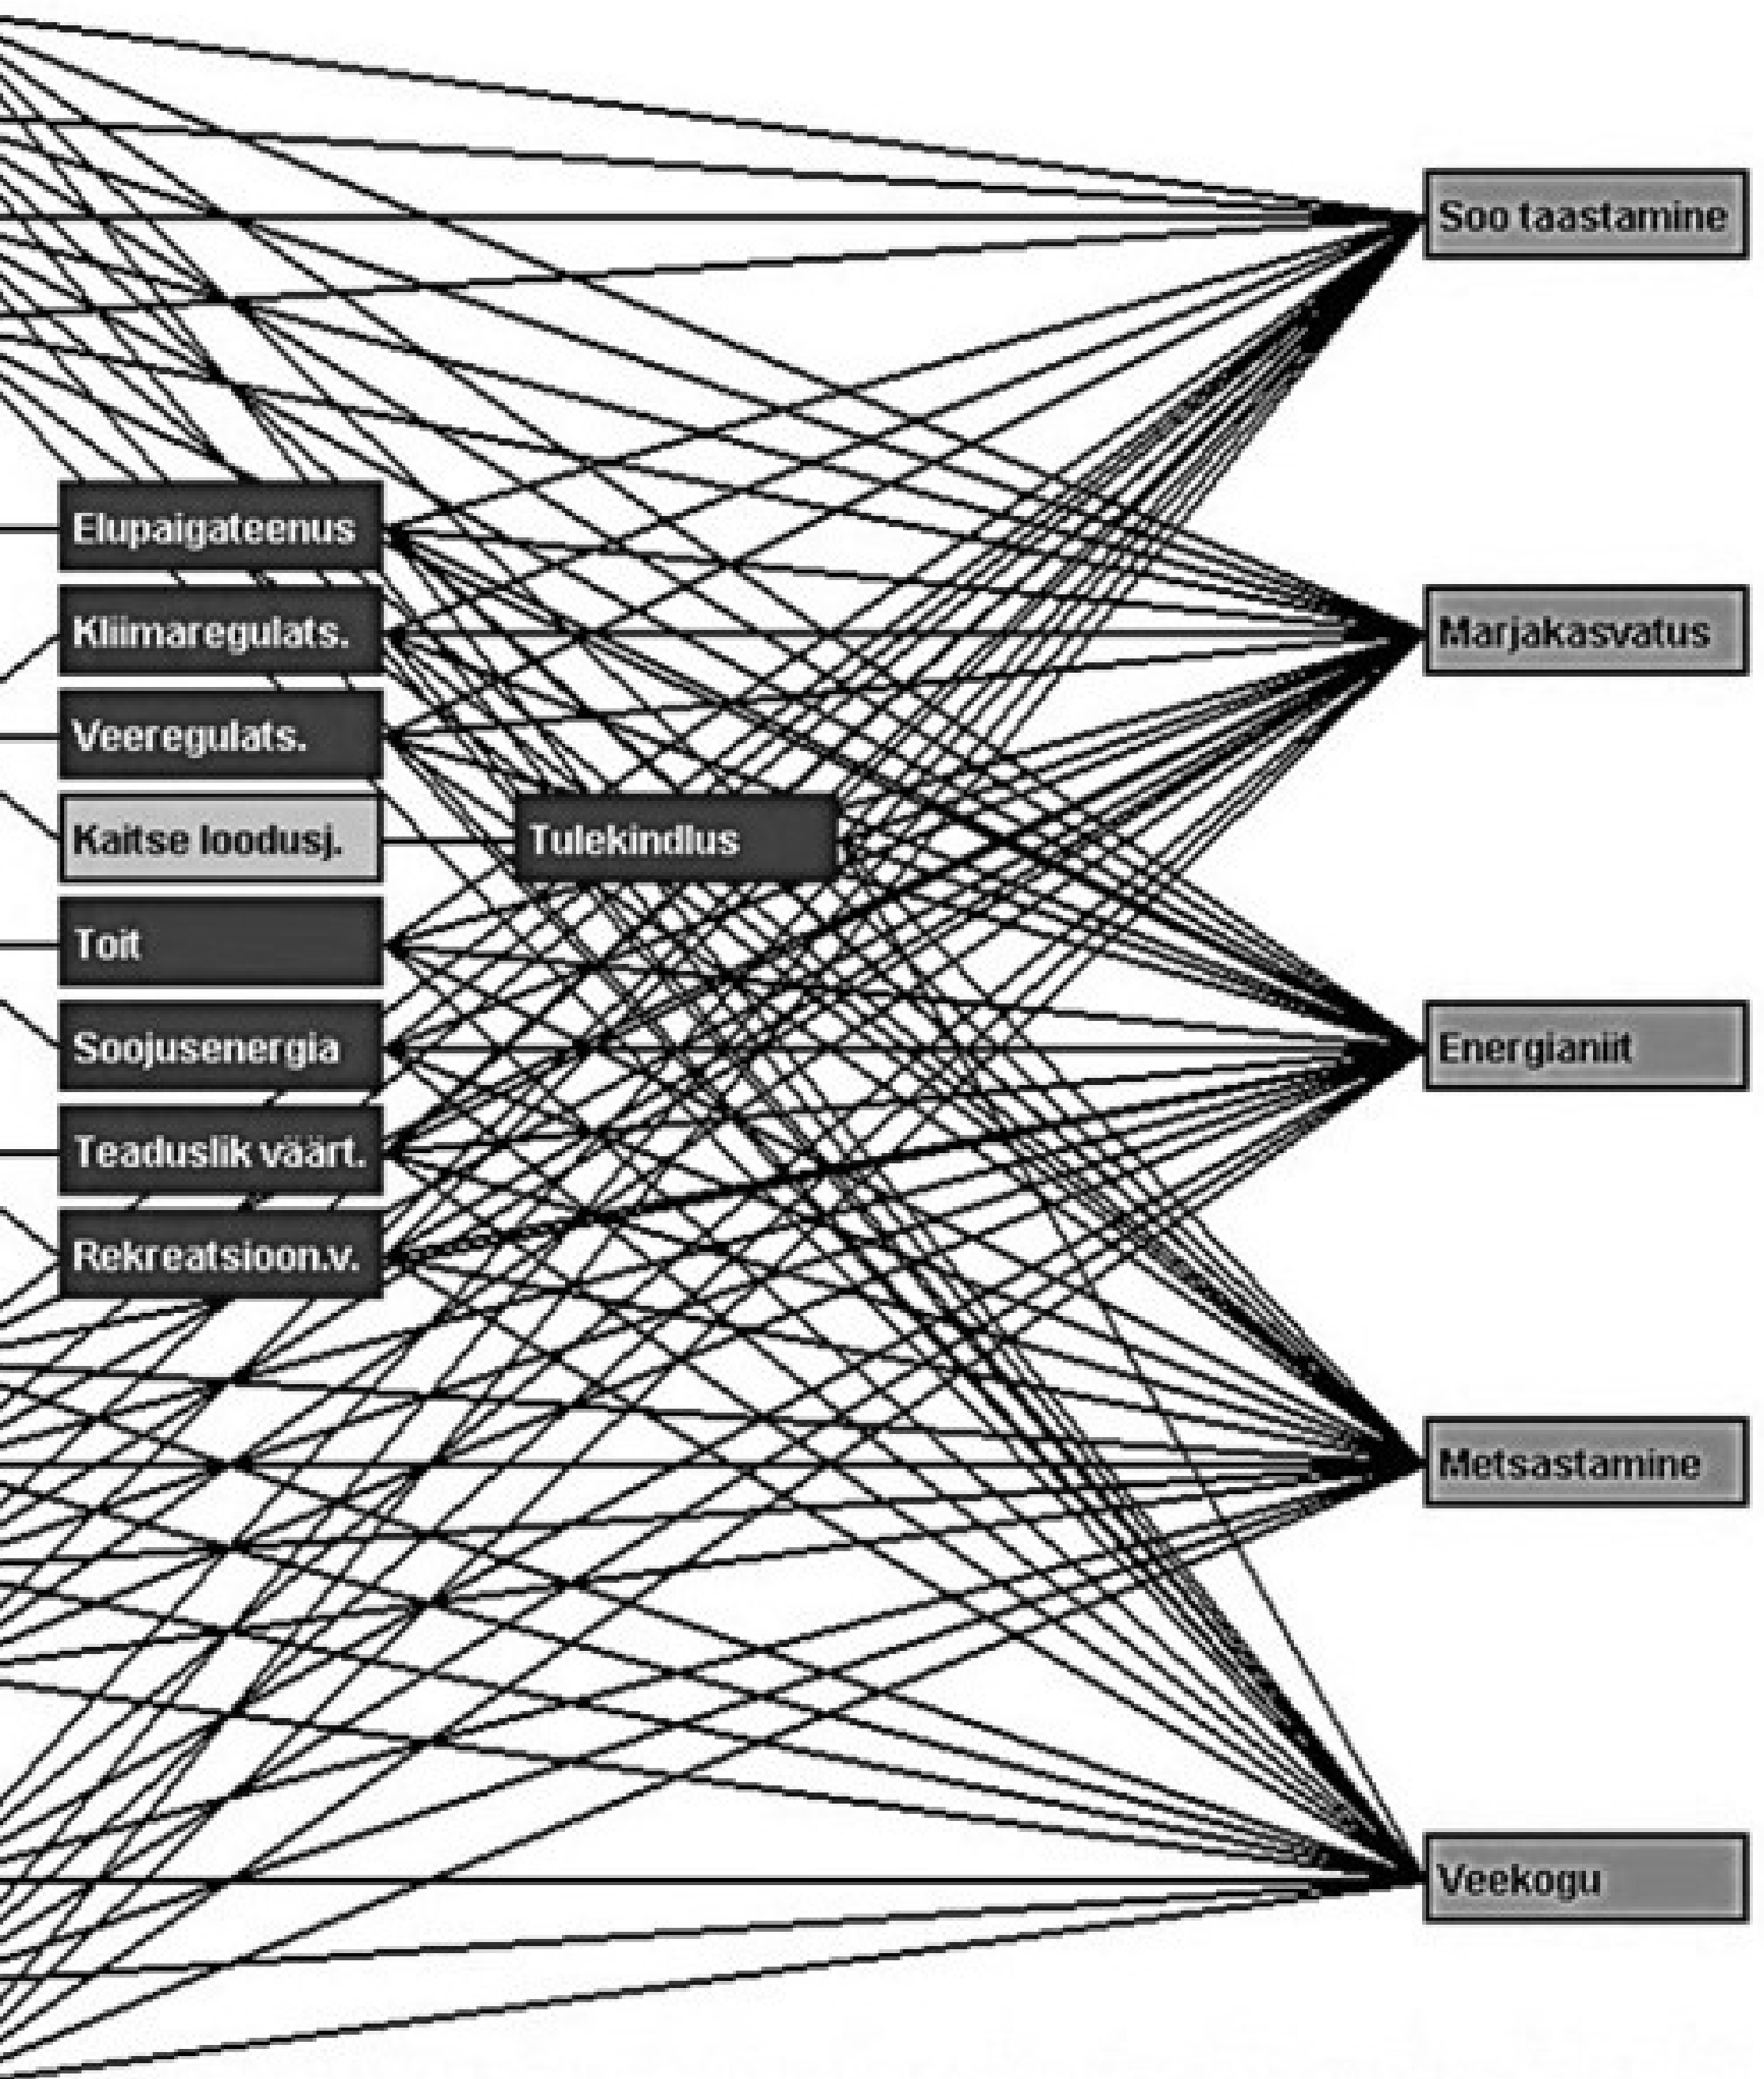 Soo taastamine
Elupaigateenus
Kliimaregulats.
Marjakasvatus
Veeregulats.
Kaitse loodusj.
Tulekindlus
Toit
Soojusenergia
Energianiit
Teaduslik väärt.
Rekreatsioon.v.
Metsastamine
Veekogu